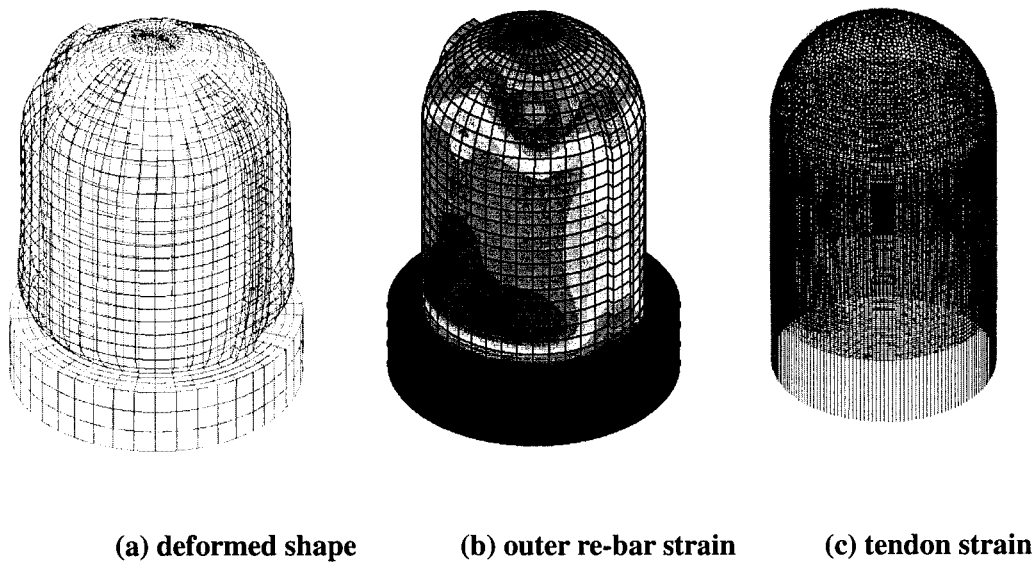 (a) deformed shape (b) outer re-bar strain (c) tendon strain